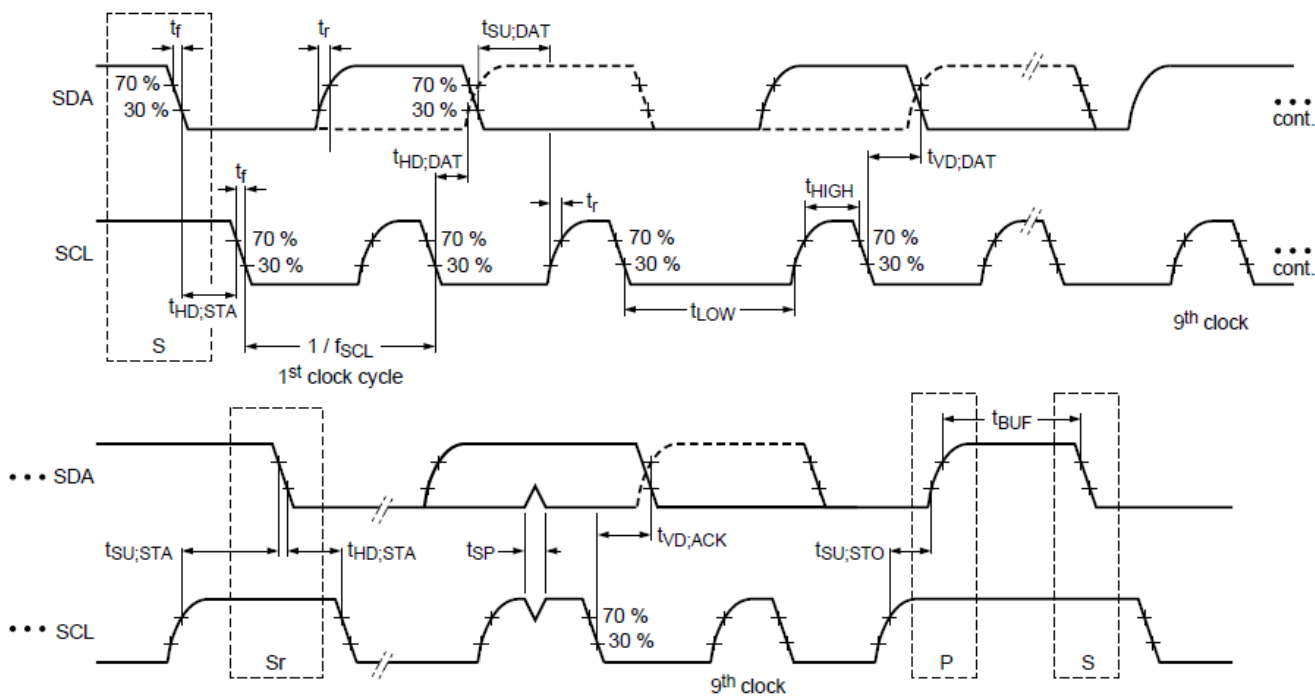 tf tr tSU;DAT
70 % 70 %
SDA
30 % 30 %
••• cont.
tHD;DAT tVD;DAT
tf tr tHIGH
70 % 70 % 70 % 70 %
SCL
30 % 30 % 30 % 30 %
••• cont.
tHD;STA tLOW
9th clock
S 1 / fSCL
1st clock cycle
tBUF
••• SDA
tSU;STA tHD;STA tSP tVD;ACK tSU;STO
70 %
••• SCL
30 %
Sr P S
9th clock